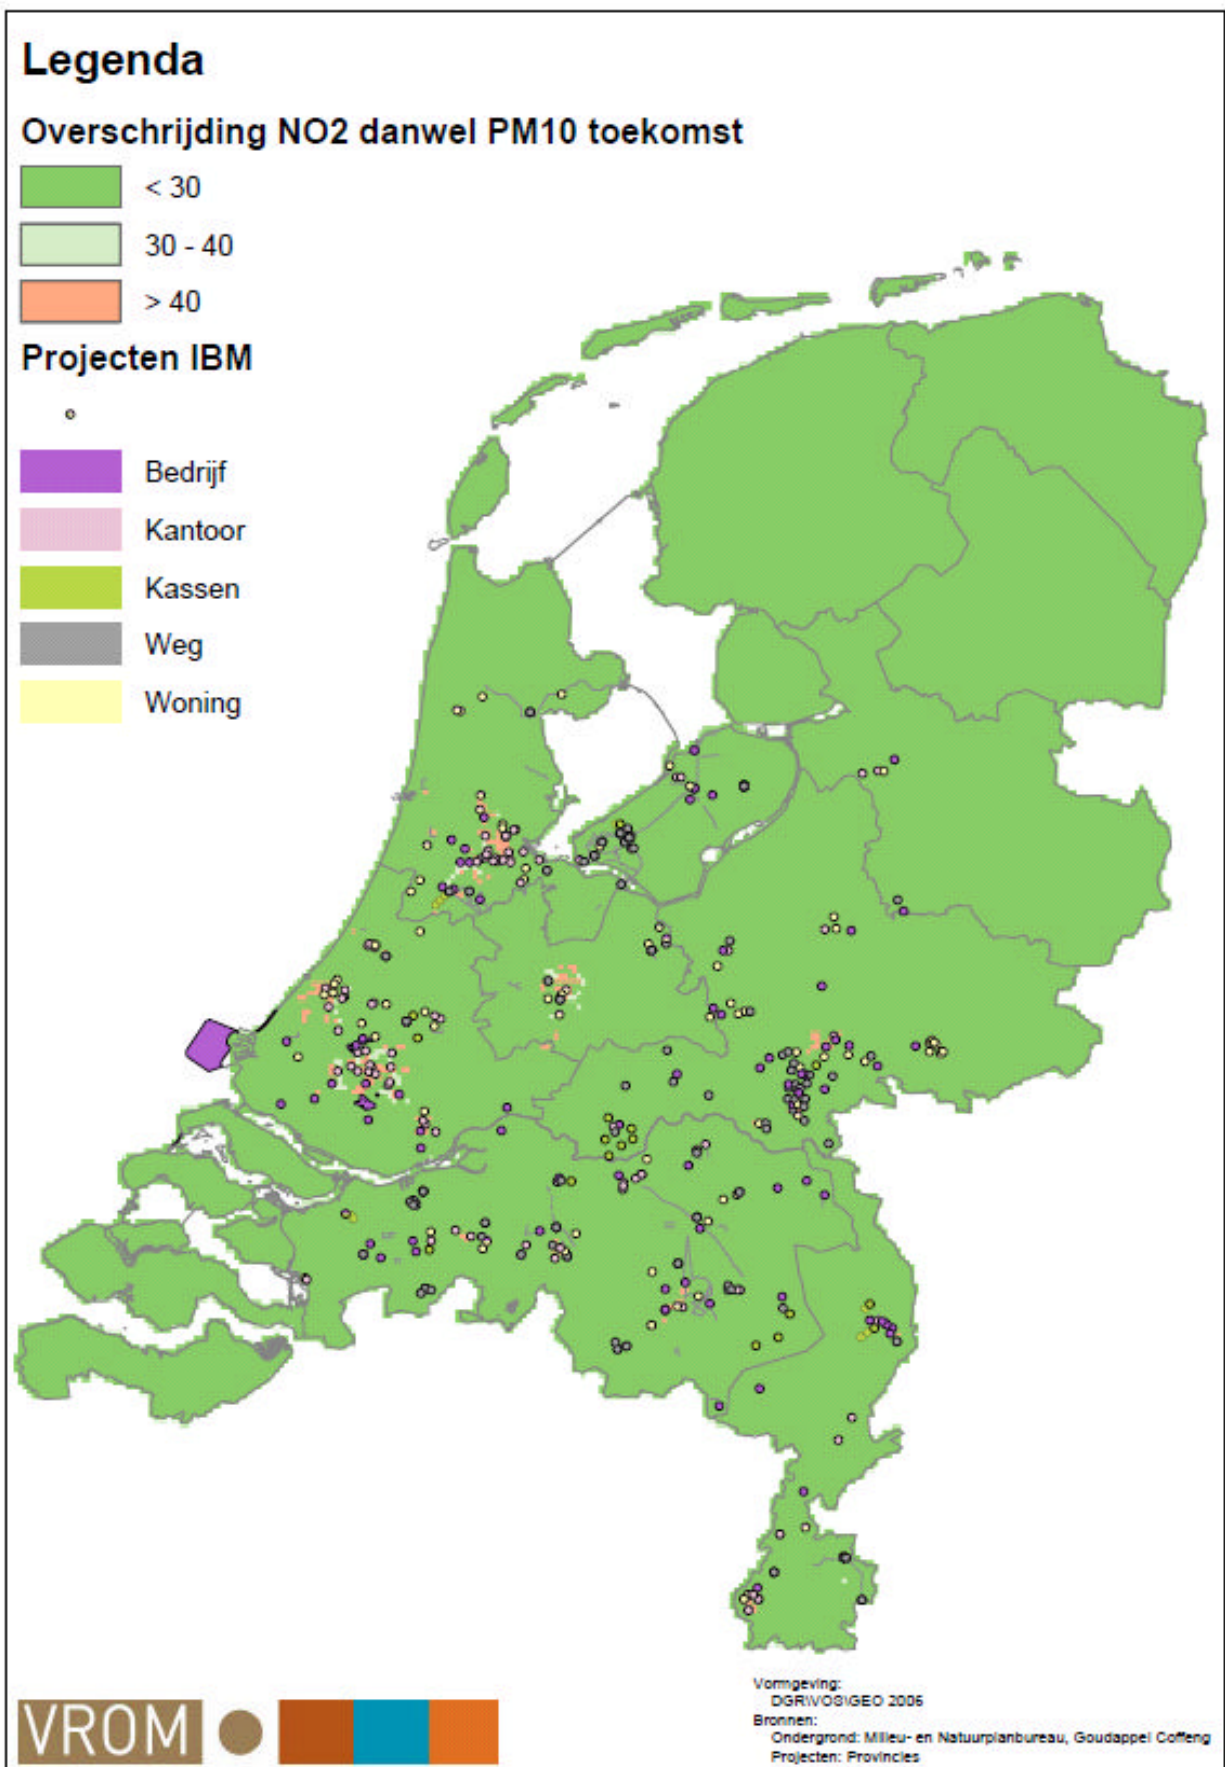 Legenda
Overschrijding NO2 danwel PM10 toekomst
< 30
30 - 40
> 40
Projecten IBM
Bedrijf
Kantoor
Kassen
Weg
Woning
VROM
Vormgeving:
DGR\VOS\GEO 2006
Bronnen:
Ondergrond: Milieu- en Natuurplanbureau, Goudappel Coffeng
Projecten: Provincies